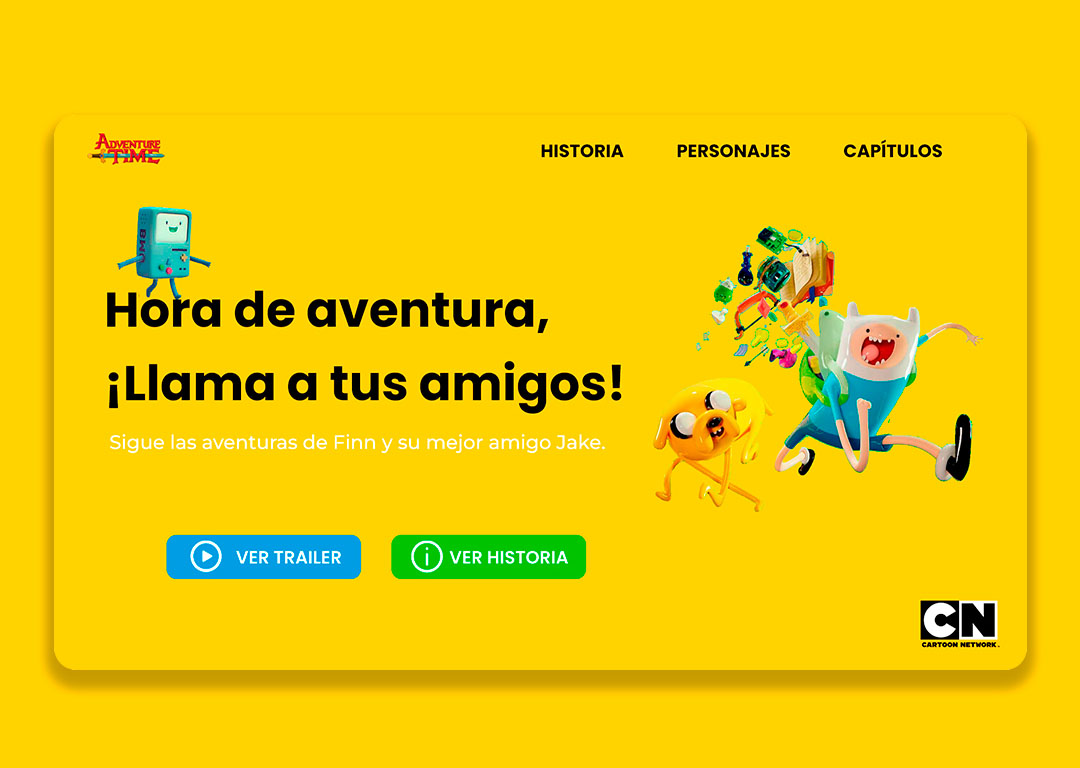 ADVENTURE
TIME
HISTORIA
PERSONAJES
CAPÍTULOS
BMO
Hora de aventura,
¡Llama a tus amigos!
Sigue las aventuras de Finn y su mejor amigo Jake.
VER TRAILER
VER HISTORIA
CN
CARTOON NETWORK